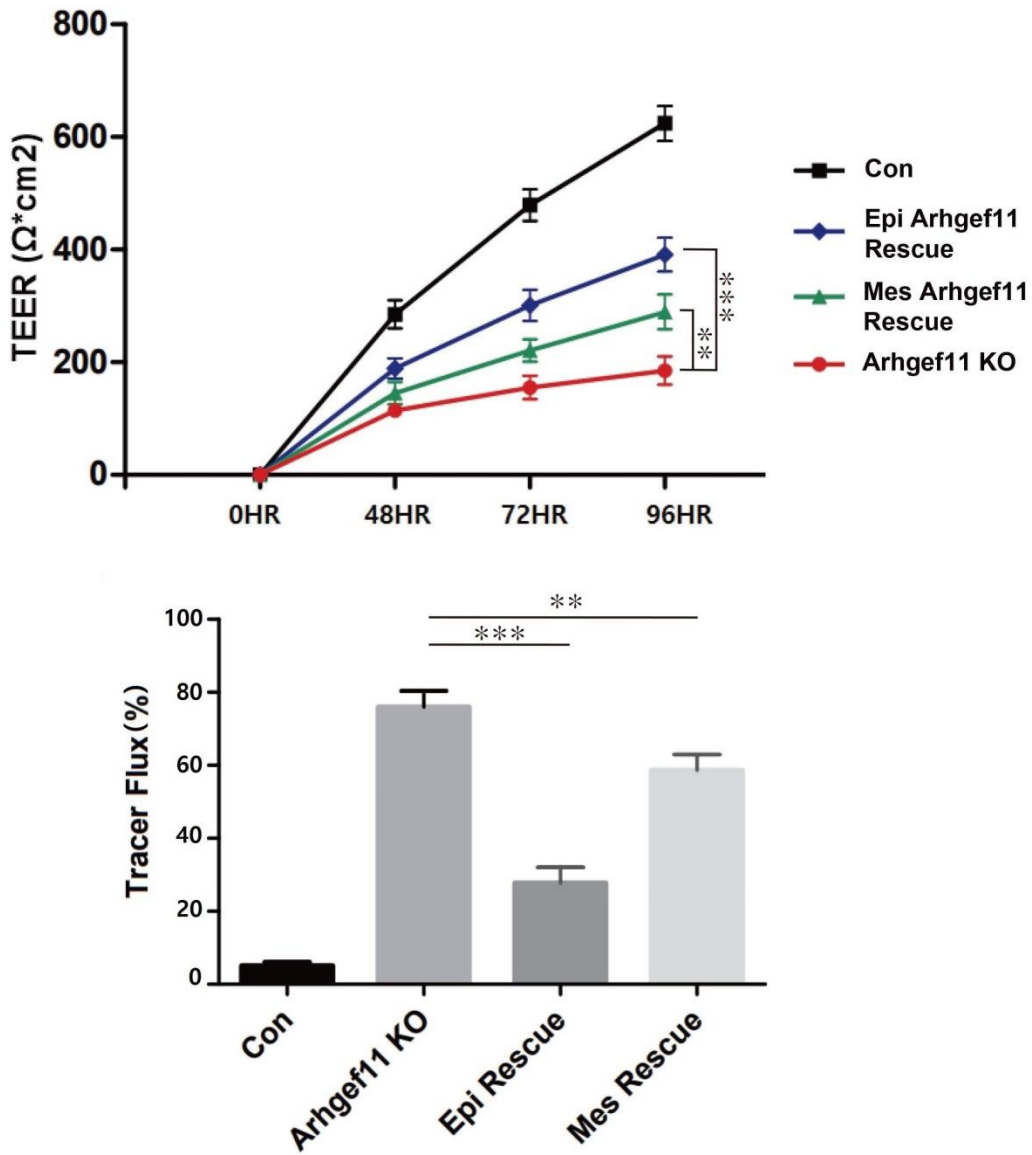 800
600
400
200
0
TEER (Ω*cm2)
0HR 48HR 72HR 96HR
***
**
Con
Epi Arhgef11
Rescue
Mes Arhgef11
Rescue
Arhgef11 KO
**
***
100
80
60
40
20
0
Tracer Flux(%)
Con
Arhgef11 KO
Epi Rescue
Mes Rescue